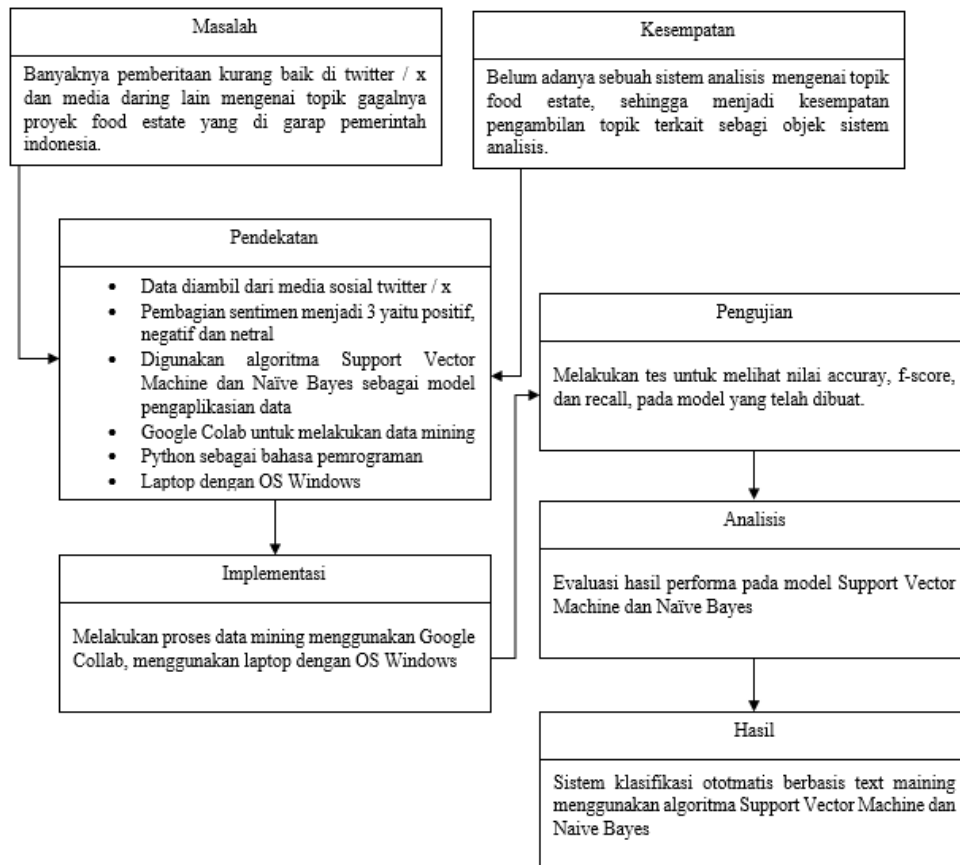 Masalah
Banyaknya pemberitaan kurang baik di twitter / x
dan media daring lain mengenai topik gagalnya
proyek food estate yang di garap pemerintah
indonesia.
Kesempatan
Belum adanya sebuah sistem analisis mengenai topik
food estate, sehingga menjadi kesempatan
pengambilan topik terkait sebagi objek sistem
analisis.
Pendekatan
• Data diambil dari media sosial twitter / x
• Pembagian sentimen menjadi 3 yaitu positif,
negatif dan netral
• Digunakan algoritma Support Vector
Machine dan Naïve Bayes sebagai model
pengaplikasian data
• Google Colab untuk melakukan data mining
• Python sebagai bahasa pemrograman
• Laptop dengan OS Windows
Implementasi
Melakukan proses data mining menggunakan Google
Collab, menggunakan laptop dengan OS Windows
Pengujian
Melakukan tes untuk melihat nilai accuray, f-score,
dan recall, pada model yang telah dibuat.
Analisis
Evaluasi hasil performa pada model Support Vector
Machine dan Naïve Bayes
Hasil
Sistem klasifikasi ototmatis berbasis text maining
menggunakan algoritma Support Vector Machine dan
Naive Bayes